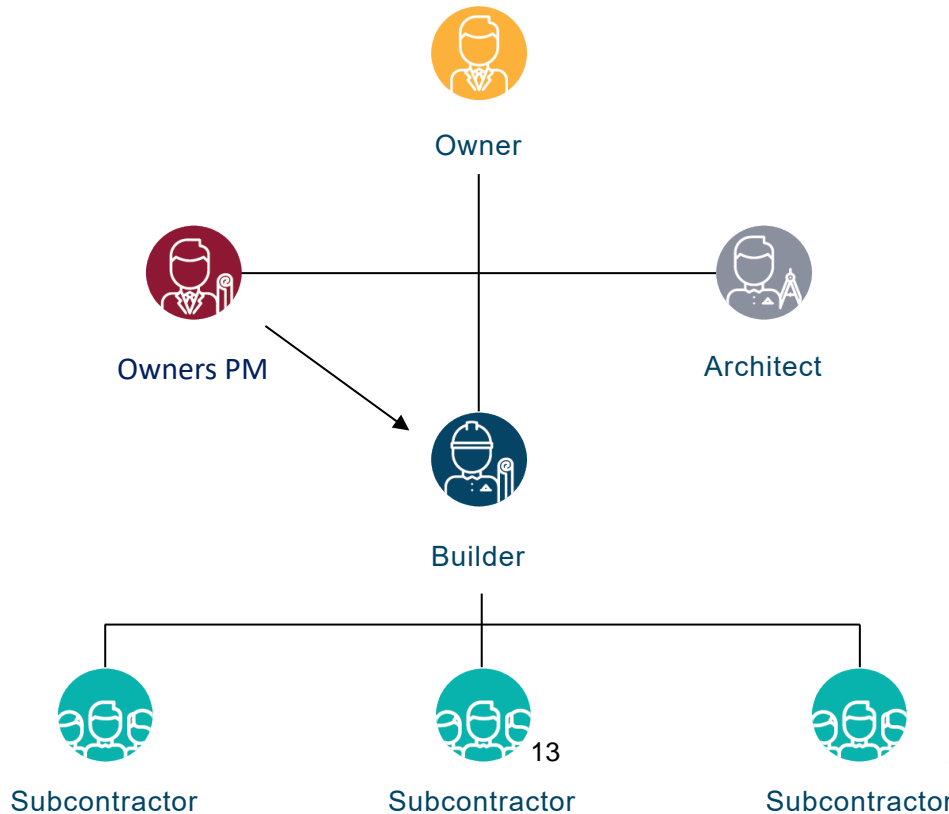 Owner
Owners PM
Architect
Builder
13
Subcontractor
Subcontractor
Subcontractor